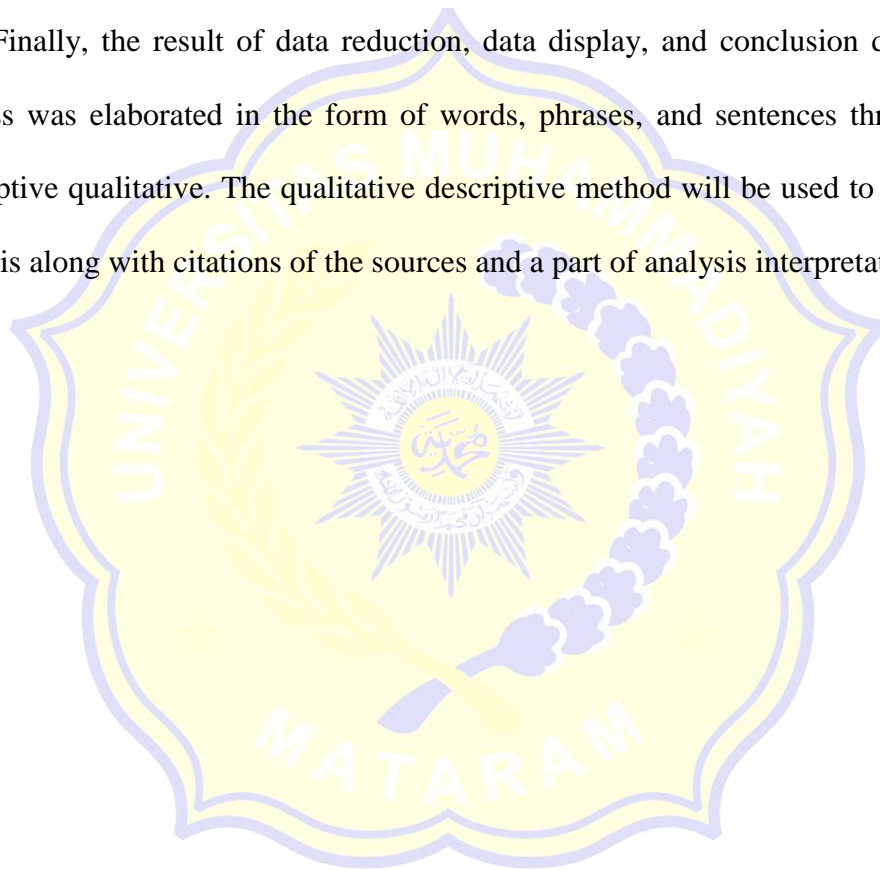 Finally, the result of data reduction, data display, and conclusion
s was elaborated in the form of words, phrases, and sentences
ptive qualitative. The qualitative descriptive method will be used to
is along with citations of the sources and a part of analysis
UNIVERSITAS MUHAMMADIYAH
MATARAM